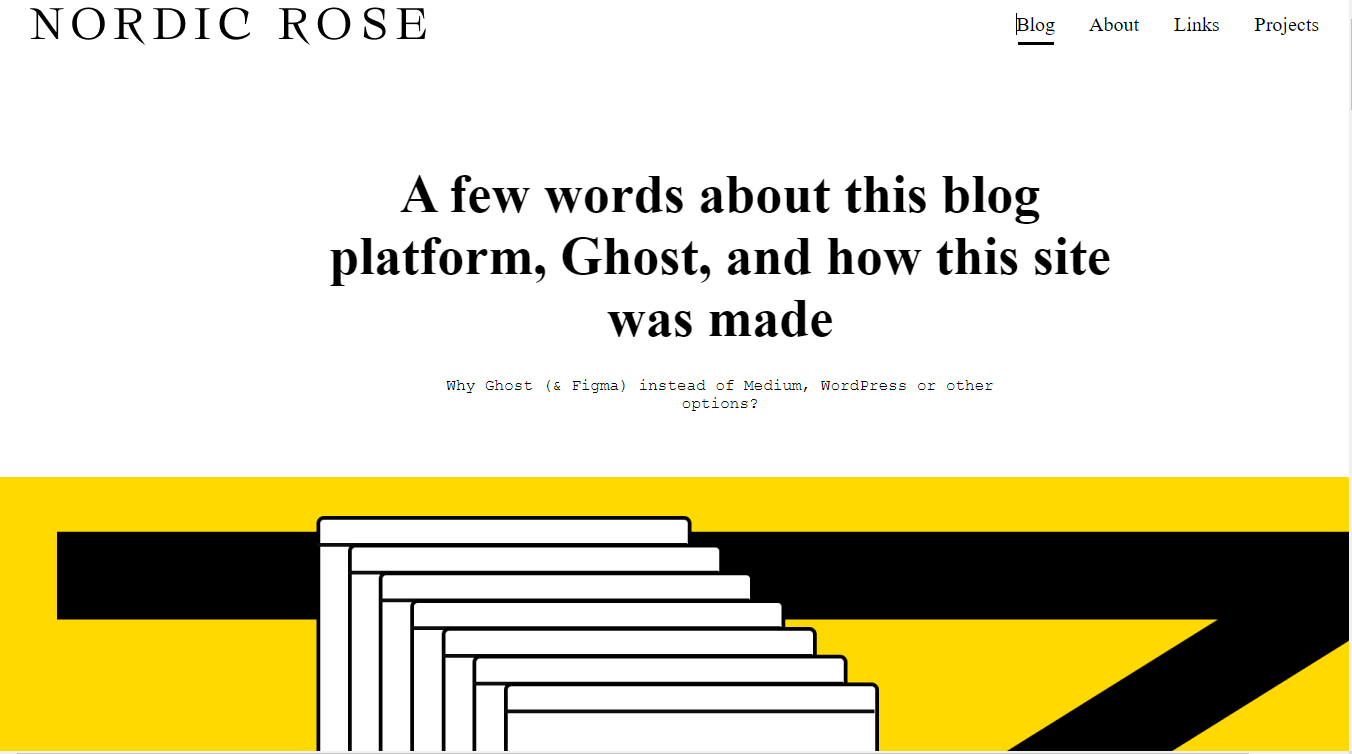 NORDIC ROSE
Blog About Links Projects
A few words about this blog
platform, Ghost, and how this site
was made
Why Ghost (& Figma) instead of Medium, WordPress or other
options?